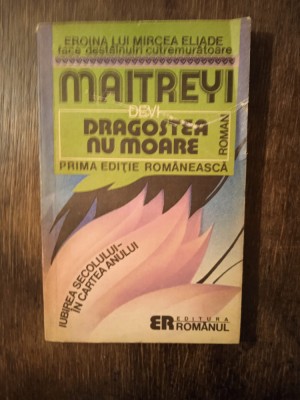 EROINA LUI MIRCEA ELIADE
face destăinuiri cutremurătoare
MAITREYI
DEVI
DRAGOSTEA
NU MOARE
ROMAN
PRIMA EDIȚIE ROMÂNEASCĂ
IUBIREA SECOLULUI-
ÎN CARTEA ANULUI
ER EDITURA
ROMÂNUL